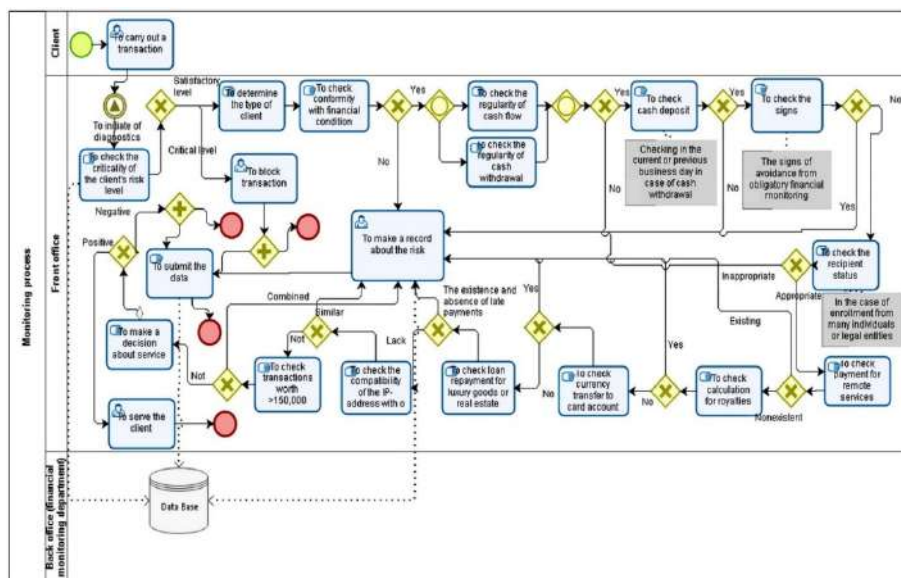 Monitoring process
Client
Front office
Back office (financial
monitoring department)
To carry out a
transaction
To initiate of
diagnostics
To check the
criticality of
the client's risk
level
Satisfactory
level
Critical level
To determine
the type of
client
To check
conformity
with financial
condition
Yes
No
To check
the regularity
of cash flow
To check
the regularity
of cash
withdrawal
Yes
No
To check
cash deposit
Checking in the
current or previous
business day in
case of cash
withdrawal
Yes
No
To check
the signs
The signs of
avoidance from
obligatory financial
monitoring
Yes
To block
transaction
Negative
Positive
To submit the
data
To make a record
about the risk
To check the
recipient
status
In the case of
enrollment from
many individuals
or legal entities
Inappropriate
Appropriate
Existing
Nonexistent
To check
payment for
remote
services
To check
calculation for
royalties
Yes
No
To check
currency
transfer to
card account
Yes
No
To check loan
repayment for
luxury goods or
real estate
The existence and
absence of late
payments
Lack
To check the
compatibility
of the IP-
address with o
Similar
Not
To check
transactions
worth
>150,000
Combined
Not
To make a
decision
about service
To serve the
client
Data Base